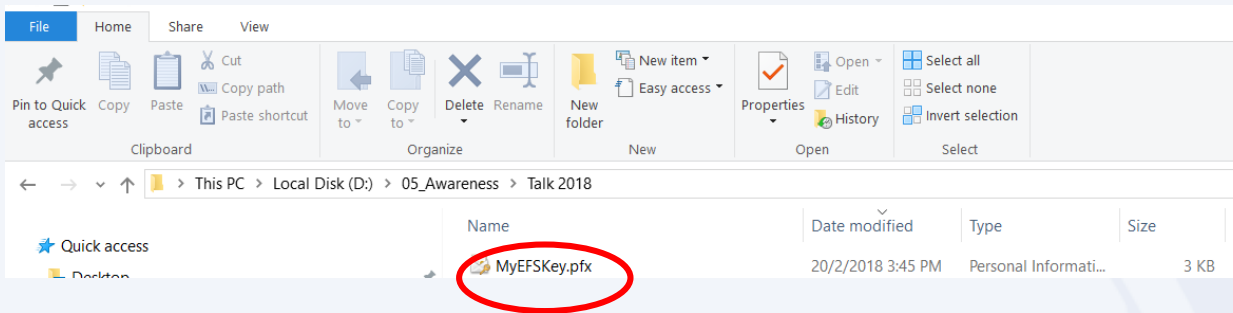 File Home Share View
Pin to Quick access
Copy
Paste
Cut
Copy path
Paste shortcut
Clipboard
Move to
Copy to
Delete
Rename
Organize
New folder
New item
Easy access
New
Properties
Open
Edit
History
Open
Select all
Select none
Invert selection
Select
This PC > Local Disk (D:) > 05_Awareness > Talk 2018
Quick access
Desktop
Name Date modified Type Size
MyEFSKey.pfx 20/2/2018 3:45 PM Personal Informati... 3 KB